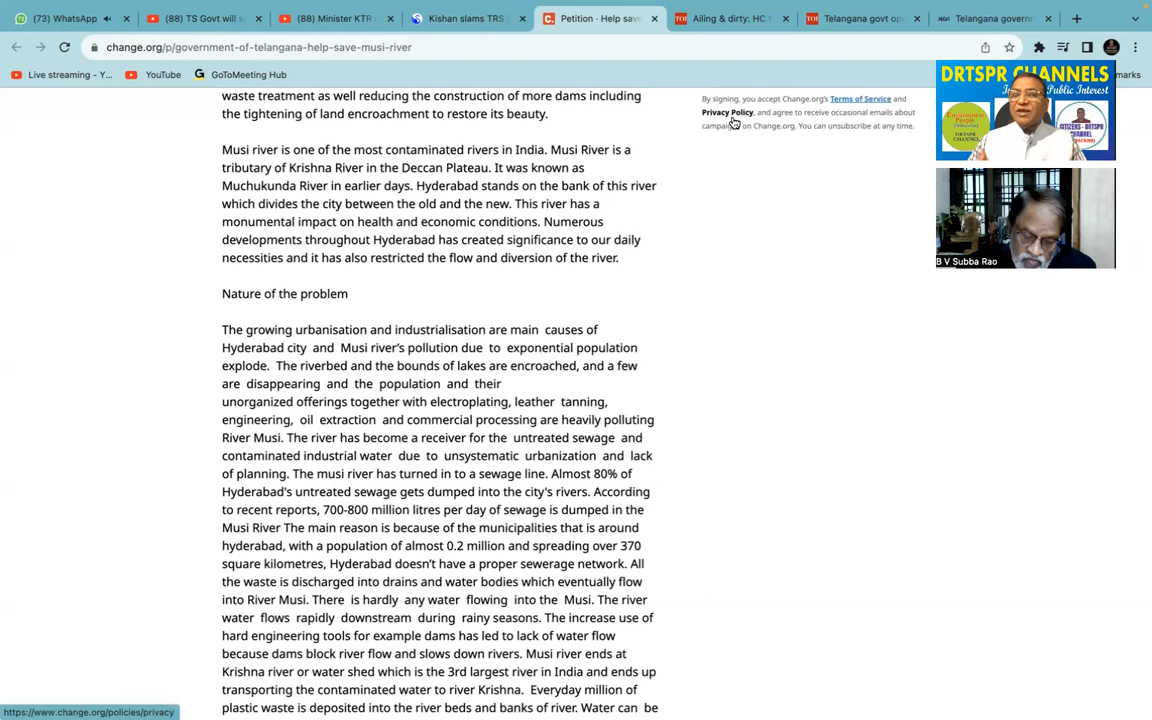 (73) WhatsApp
(88) TS Govt will s
(88) Minister KTR
Kishan slams TRS
Petition · Help save
Ailing & dirty: HC t
Telangana govt op
Telangana governm
change.org/p/government-of-telangana-help-save-musi-river
Live streaming - Y...
YouTube
GoToMeeting Hub
marks
waste treatment as well reducing the construction of more dams including
the tightening of land encroachment to restore its beauty.
Musi river is one of the most contaminated rivers in India. Musi River is a
tributary of Krishna River in the Deccan Plateau. It was known as
Muchukunda River in earlier days. Hyderabad stands on the bank of this river
which divides the city between the old and the new. This river has a
monumental impact on health and economic conditions. Numerous
developments throughout Hyderabad has created significance to our daily
necessities and it has also restricted the flow and diversion of the river.
Nature of the problem
The growing urbanisation and industrialisation are main causes of
Hyderabad city and Musi river's pollution due to exponential population
explode. The riverbed and the bounds of lakes are encroached, and a few
are disappearing and the population and their
unorganized offerings together with electroplating, leather tanning,
engineering, oil extraction and commercial processing are heavily polluting
River Musi. The river has become a receiver for the untreated sewage and
contaminated industrial water due to unsystematic urbanization and lack
of planning. The musi river has turned in to a sewage line. Almost 80% of
Hyderabad's untreated sewage gets dumped into the city's rivers. According
to recent reports, 700-800 million litres per day of sewage is dumped in the
Musi River The main reason is because of the municipalities that is around
hyderabad, with a population of almost 0.2 million and spreading over 370
square kilometres, Hyderabad doesn't have a proper sewerage network. All
the waste is discharged into drains and water bodies which eventually flow
into River Musi. There is hardly any water flowing into the Musi. The river
water flows rapidly downstream during rainy seasons. The increase use of
hard engineering tools for example dams has led to lack of water flow
because dams block river flow and slows down rivers. Musi river ends at
Krishna river or water shed which is the 3rd largest river in India and ends up
transporting the contaminated water to river Krishna. Everyday million of
plastic waste is deposited into the river beds and banks of river. Water can be
By signing, you accept Change.org's Terms of Service and
Privacy Policy, and agree to receive occasional emails about
campaigns on Change.org. You can unsubscribe at any time.
DRTSPR CHANNELS
Public Interest
CITIZENS - DRTSPR
CHANNEL
B V Subba Rao
https://www.change.org/policies/privacy